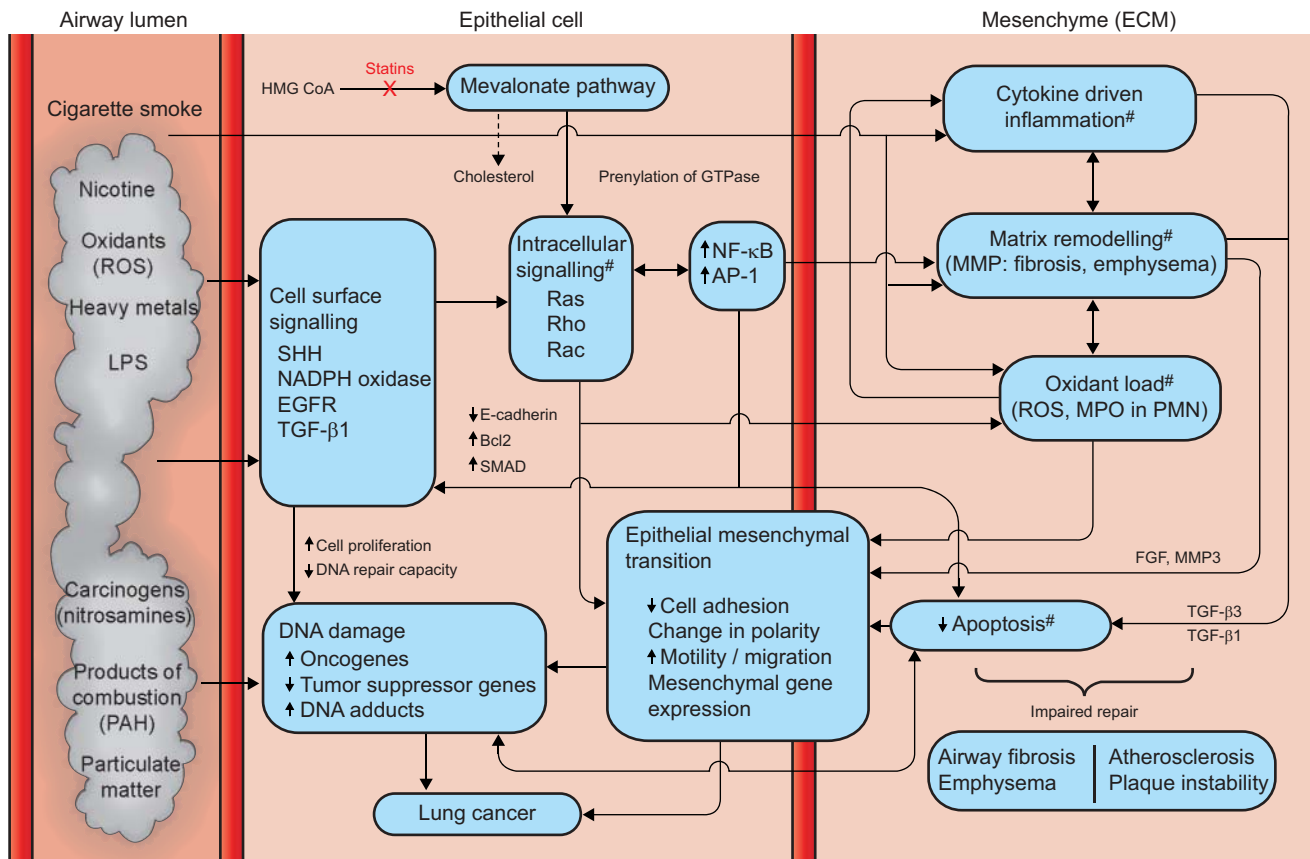 Airway lumen
Epithelial cell
Mesenchyme (ECM)
Cigarette smoke
Nicotine
Oxidants
(ROS)
Heavy metals
LPS
Carcinogens
(nitrosamines)
Products of
combustion
(PAH)
Particulate
matter
HMG CoA
Statins
X
Mevalonate pathway
Cholesterol
Prenylation of GTPase
Cell surface
signalling
SHH
NADPH oxidase
EGFR
TGF-β1
Intracellular
signalling#
Ras
Rho
Rac
↑NF-κB
↑AP-1
↓E-cadherin
↑Bcl2
↑SMAD
↑Cell proliferation
↓DNA repair capacity
DNA damage
↑Oncogenes
↓Tumor suppressor genes
↑DNA adducts
Epithelial mesenchymal
transition
↓Cell adhesion
Change in polarity
↑Motility / migration
Mesenchymal gene
expression
Lung cancer
Cytokine driven
inflammation#
Matrix remodelling#
(MMP: fibrosis, emphysema)
Oxidant load#
(ROS, MPO in PMN)
FGF, MMP3
↓Apoptosis#
TGF-β3
TGF-β1
Impaired repair
Airway fibrosis
Emphysema
Atherosclerosis
Plaque instability